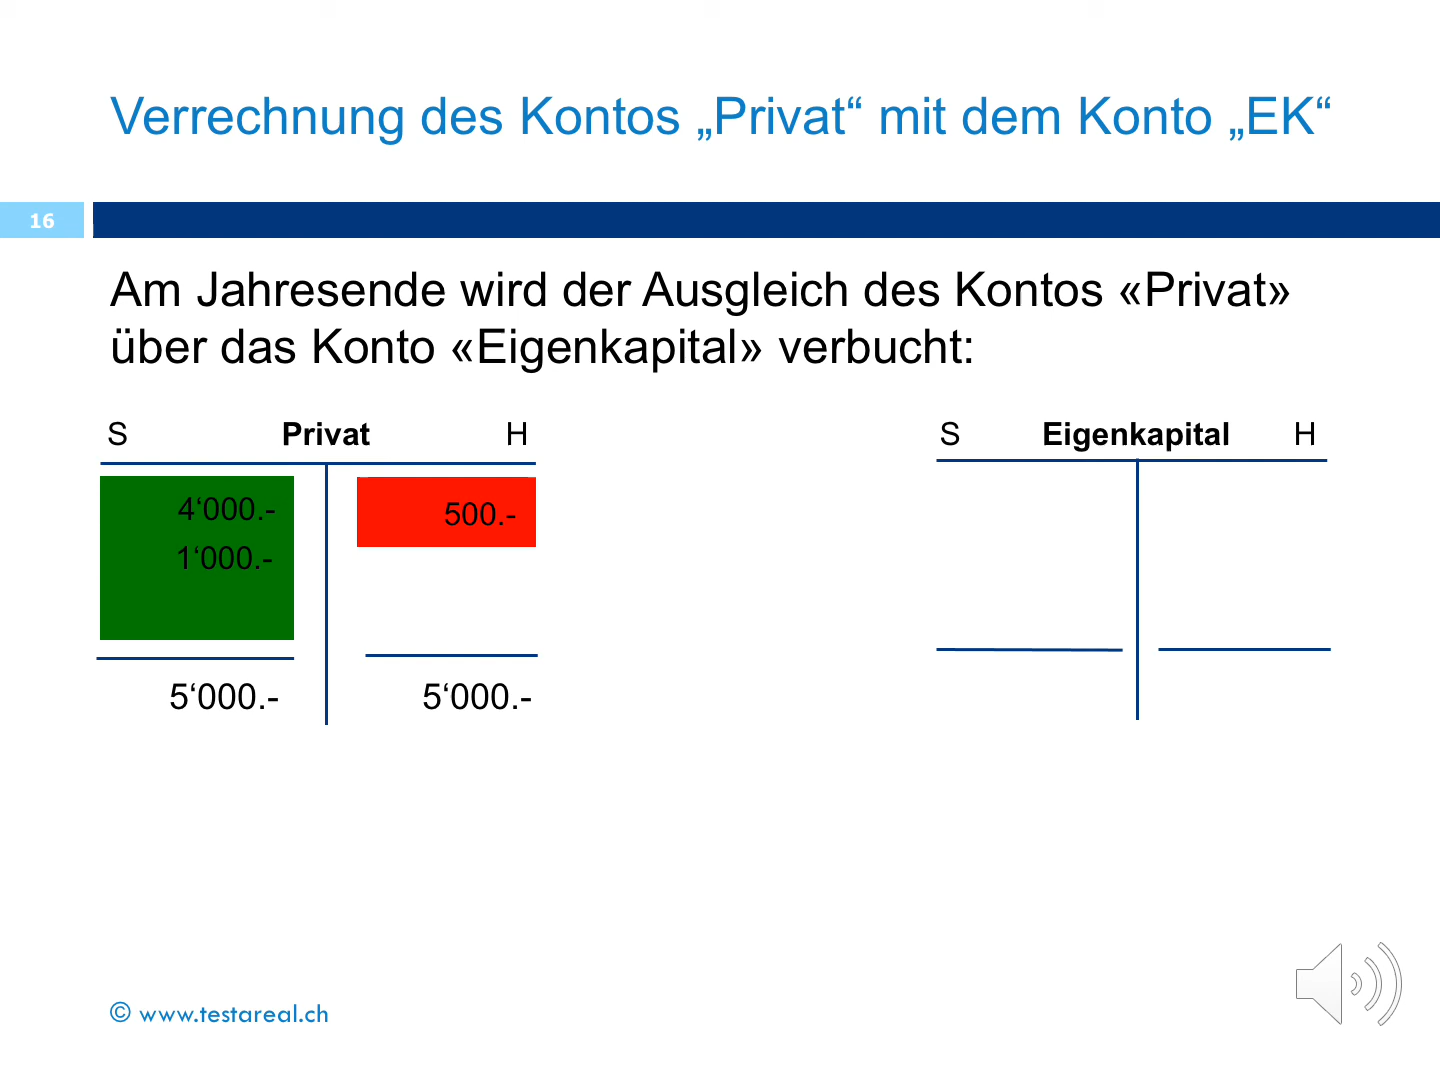 Verrechnung des Kontos „Privat“ mit dem Konto „EK“
16
Am Jahresende wird der Ausgleich des Kontos «Privat»
über das Konto «Eigenkapital» verbucht:
S Privat H
4‘000.- 500.-
1‘000.-
5‘000.- 5‘000.-
S Eigenkapital H
© www.testareal.ch